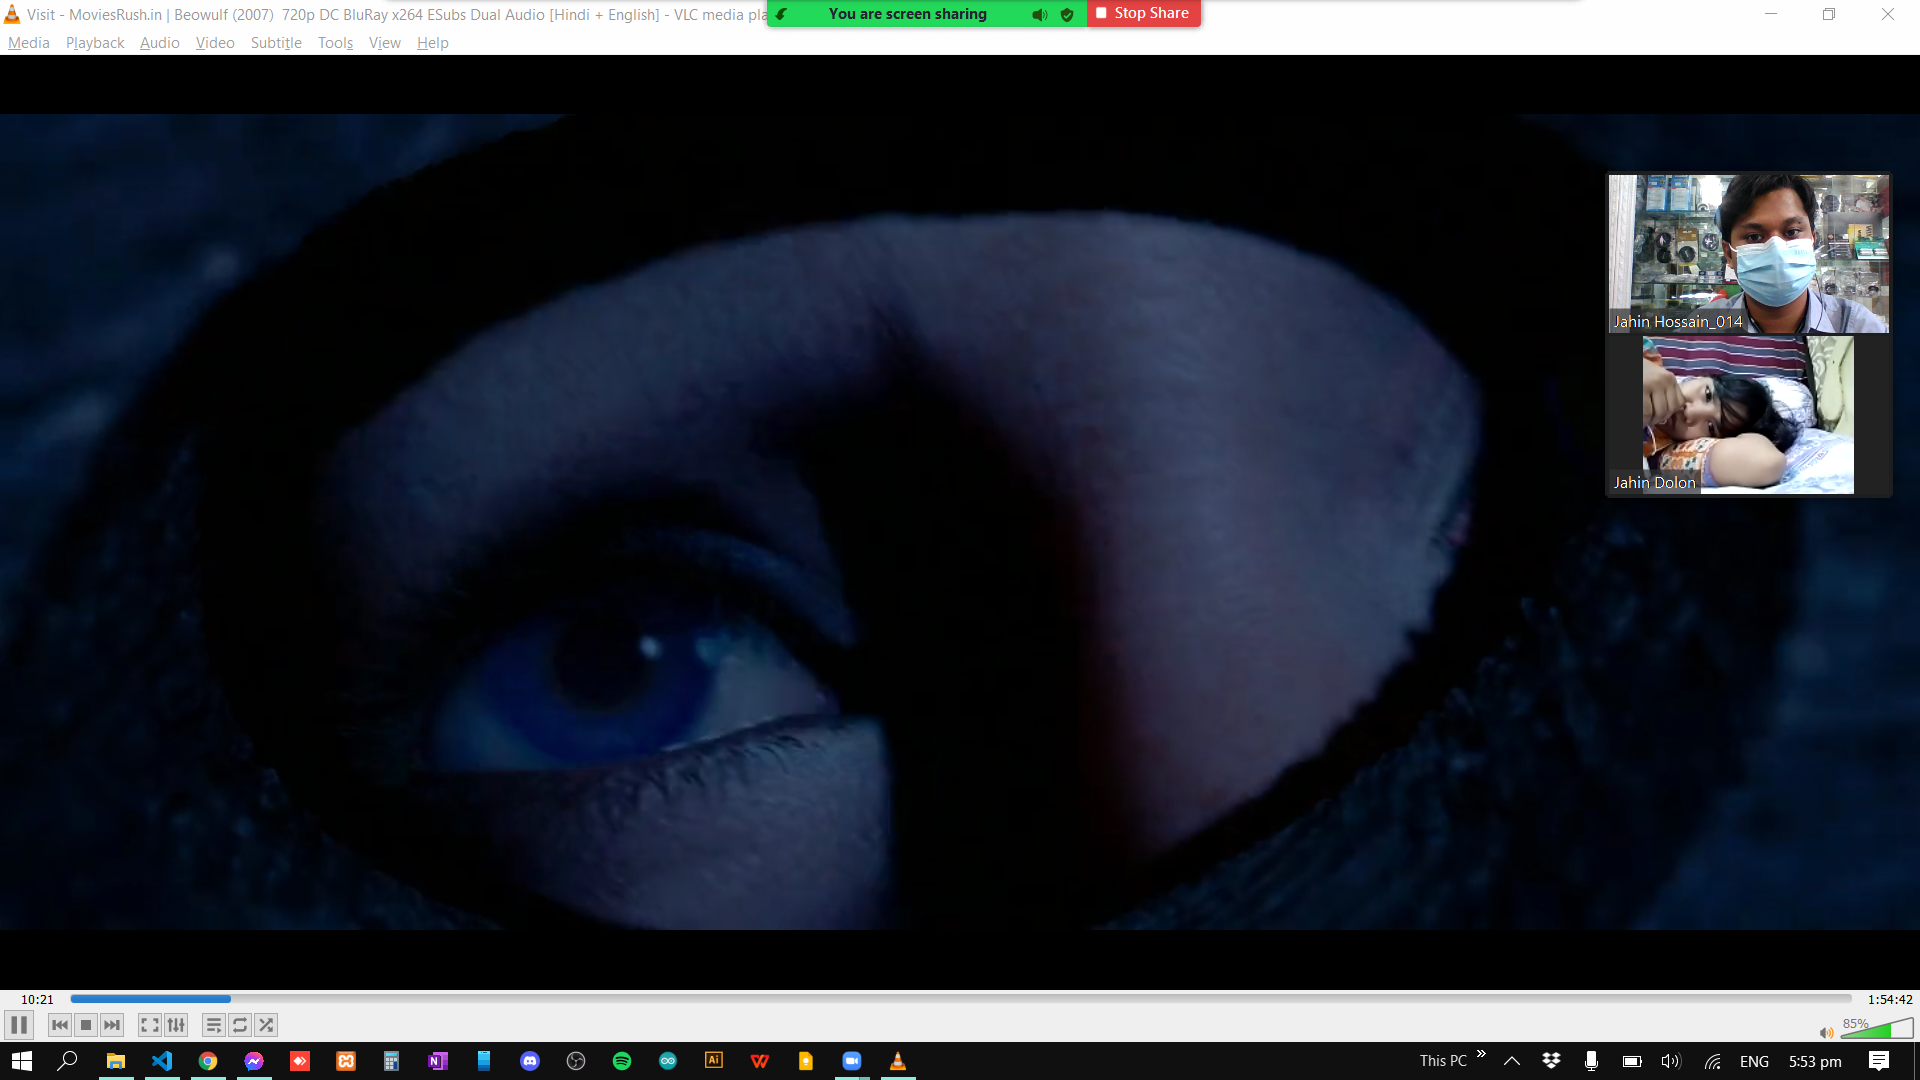 Visit - MoviesRush.in | Beowulf (2007)  720p DC BluRay x264 ESubs Dual Audio [Hindi + English] - VLC media pla
You are screen sharing
Stop Share
Media Playback Audio Video Subtitle Tools View Help
Jahin Hossain_014
Jahin Dolon
10:21
1:54:42
85%
This PC
ENG
5:53 pm